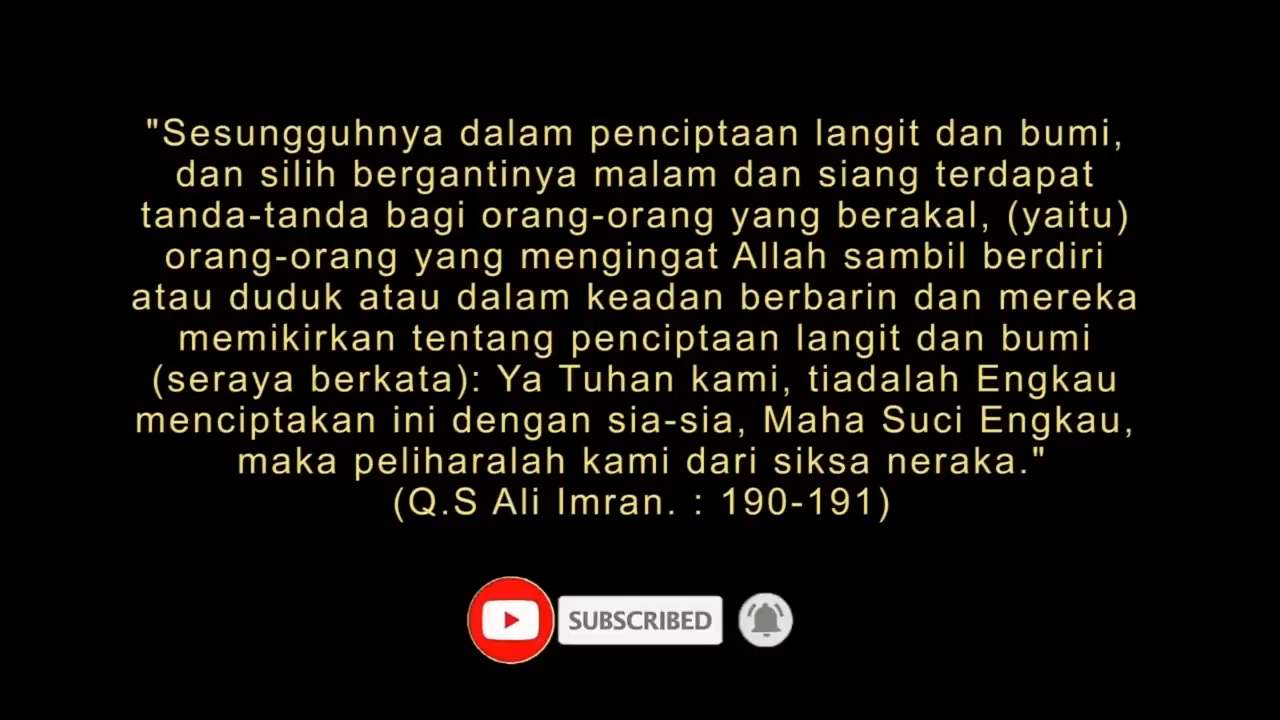 "Sesungguhnya dalam penciptaan langit dan bumi,
dan silih bergantinya malam dan siang terdapat
tanda-tanda bagi orang-orang yang berakal, (yaitu)
orang-orang yang mengingat Allah sambil berdiri
atau duduk atau dalam keadan berbarin dan mereka
memikirkan tentang penciptaan langit dan bumi
(seraya berkata): Ya Tuhan kami, tiadalah Engkau
menciptakan ini dengan sia-sia, Maha Suci Engkau,
maka peliharalah kami dari siksa neraka."
(Q.S Ali Imran. : 190-191)
SUBSCRIBED